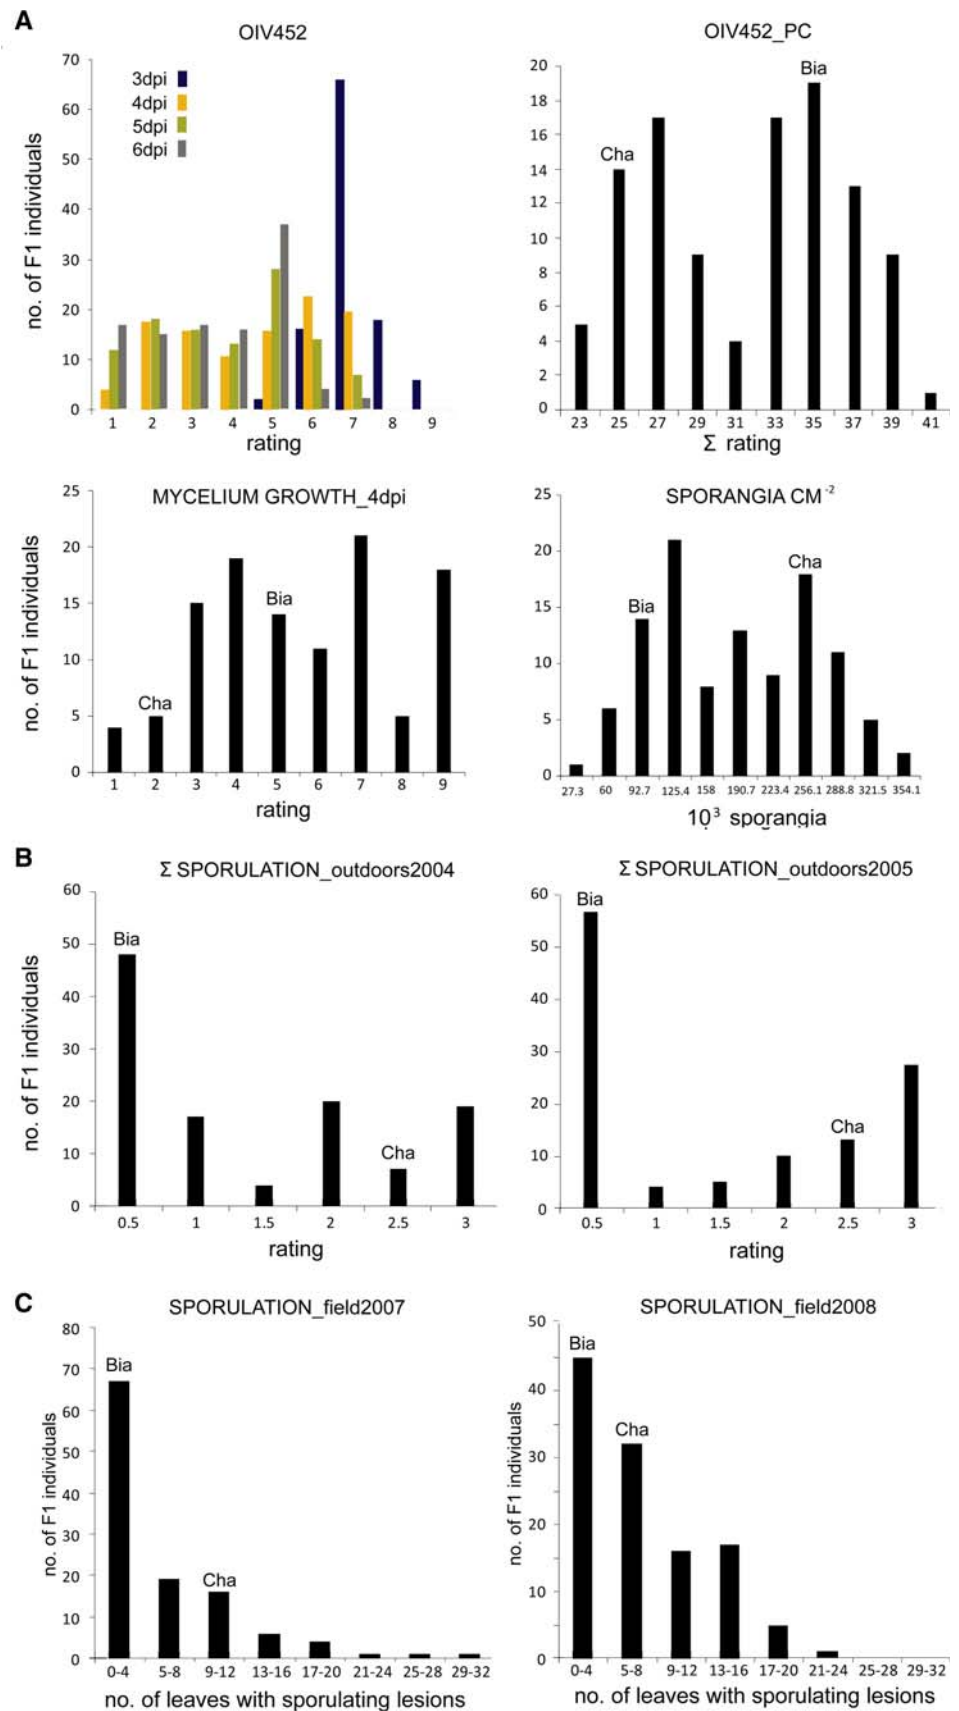 A
OIV452
70
60
50
40
30
20
10
0
3dpi
4dpi
5dpi
6dpi
no. of F1 individuals
1 2 3 4 5 6 7 8 9
rating
OIV452_PC
20
18
16
14
12
10
8
6
4
2
0
Cha
Bia
23 25 27 29 31 33 35 37 39 41
Σ rating
MYCELIUM GROWTH_4dpi
25
20
15
10
5
0
no. of F1 individuals
Cha
Bia
1 2 3 4 5 6 7 8 9
rating
SPORANGIA CM-2
25
20
15
10
5
0
Bia
Cha
27.3 60 92.7 125.4 158 190.7 223.4 256.1 288.8 321.5 354.1
10³ sporangia
B
Σ SPORULATION_outdoors2004
60
50
40
30
20
10
0
no. of F1 individuals
Bia
Cha
0.5 1 1.5 2 2.5 3
rating
Σ SPORULATION_outdoors2005
60
50
40
30
20
10
0
Bia
Cha
0.5 1 1.5 2 2.5 3
rating
C
SPORULATION_field2007
80
70
60
50
40
30
20
10
0
no. of F1 individuals
Bia
Cha
0-4 5-8 9-12 13-16 17-20 21-24 25-28 29-32
no. of leaves with sporulating lesions
SPORULATION_field2008
50
40
30
20
10
0
no. of F1 individuals
Bia
Cha
0-4 5-8 9-12 13-16 17-20 21-24 25-28 29-32
no. of leaves with sporulating lesions